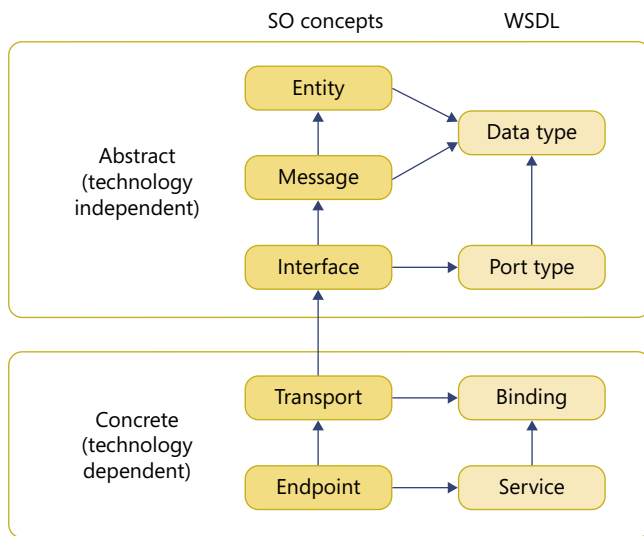 SO concepts
WSDL
Entity
Data type
Abstract
(technology
independent)
Message
Interface
Port type
Transport
Binding
Concrete
(technology
dependent)
Endpoint
Service